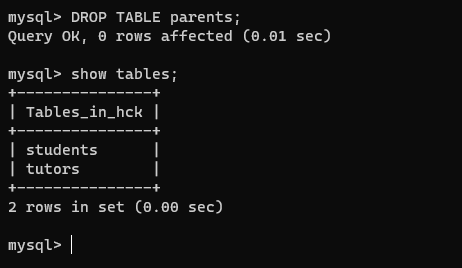 mysql> DROP TABLE parents;
Query OK, 0 rows affected (0.01 sec)
mysql> show tables;
+---------------+
| Tables_in_hck |
+---------------+
| students      |
| tutors        |
+---------------+
2 rows in set (0.00 sec)
mysql>